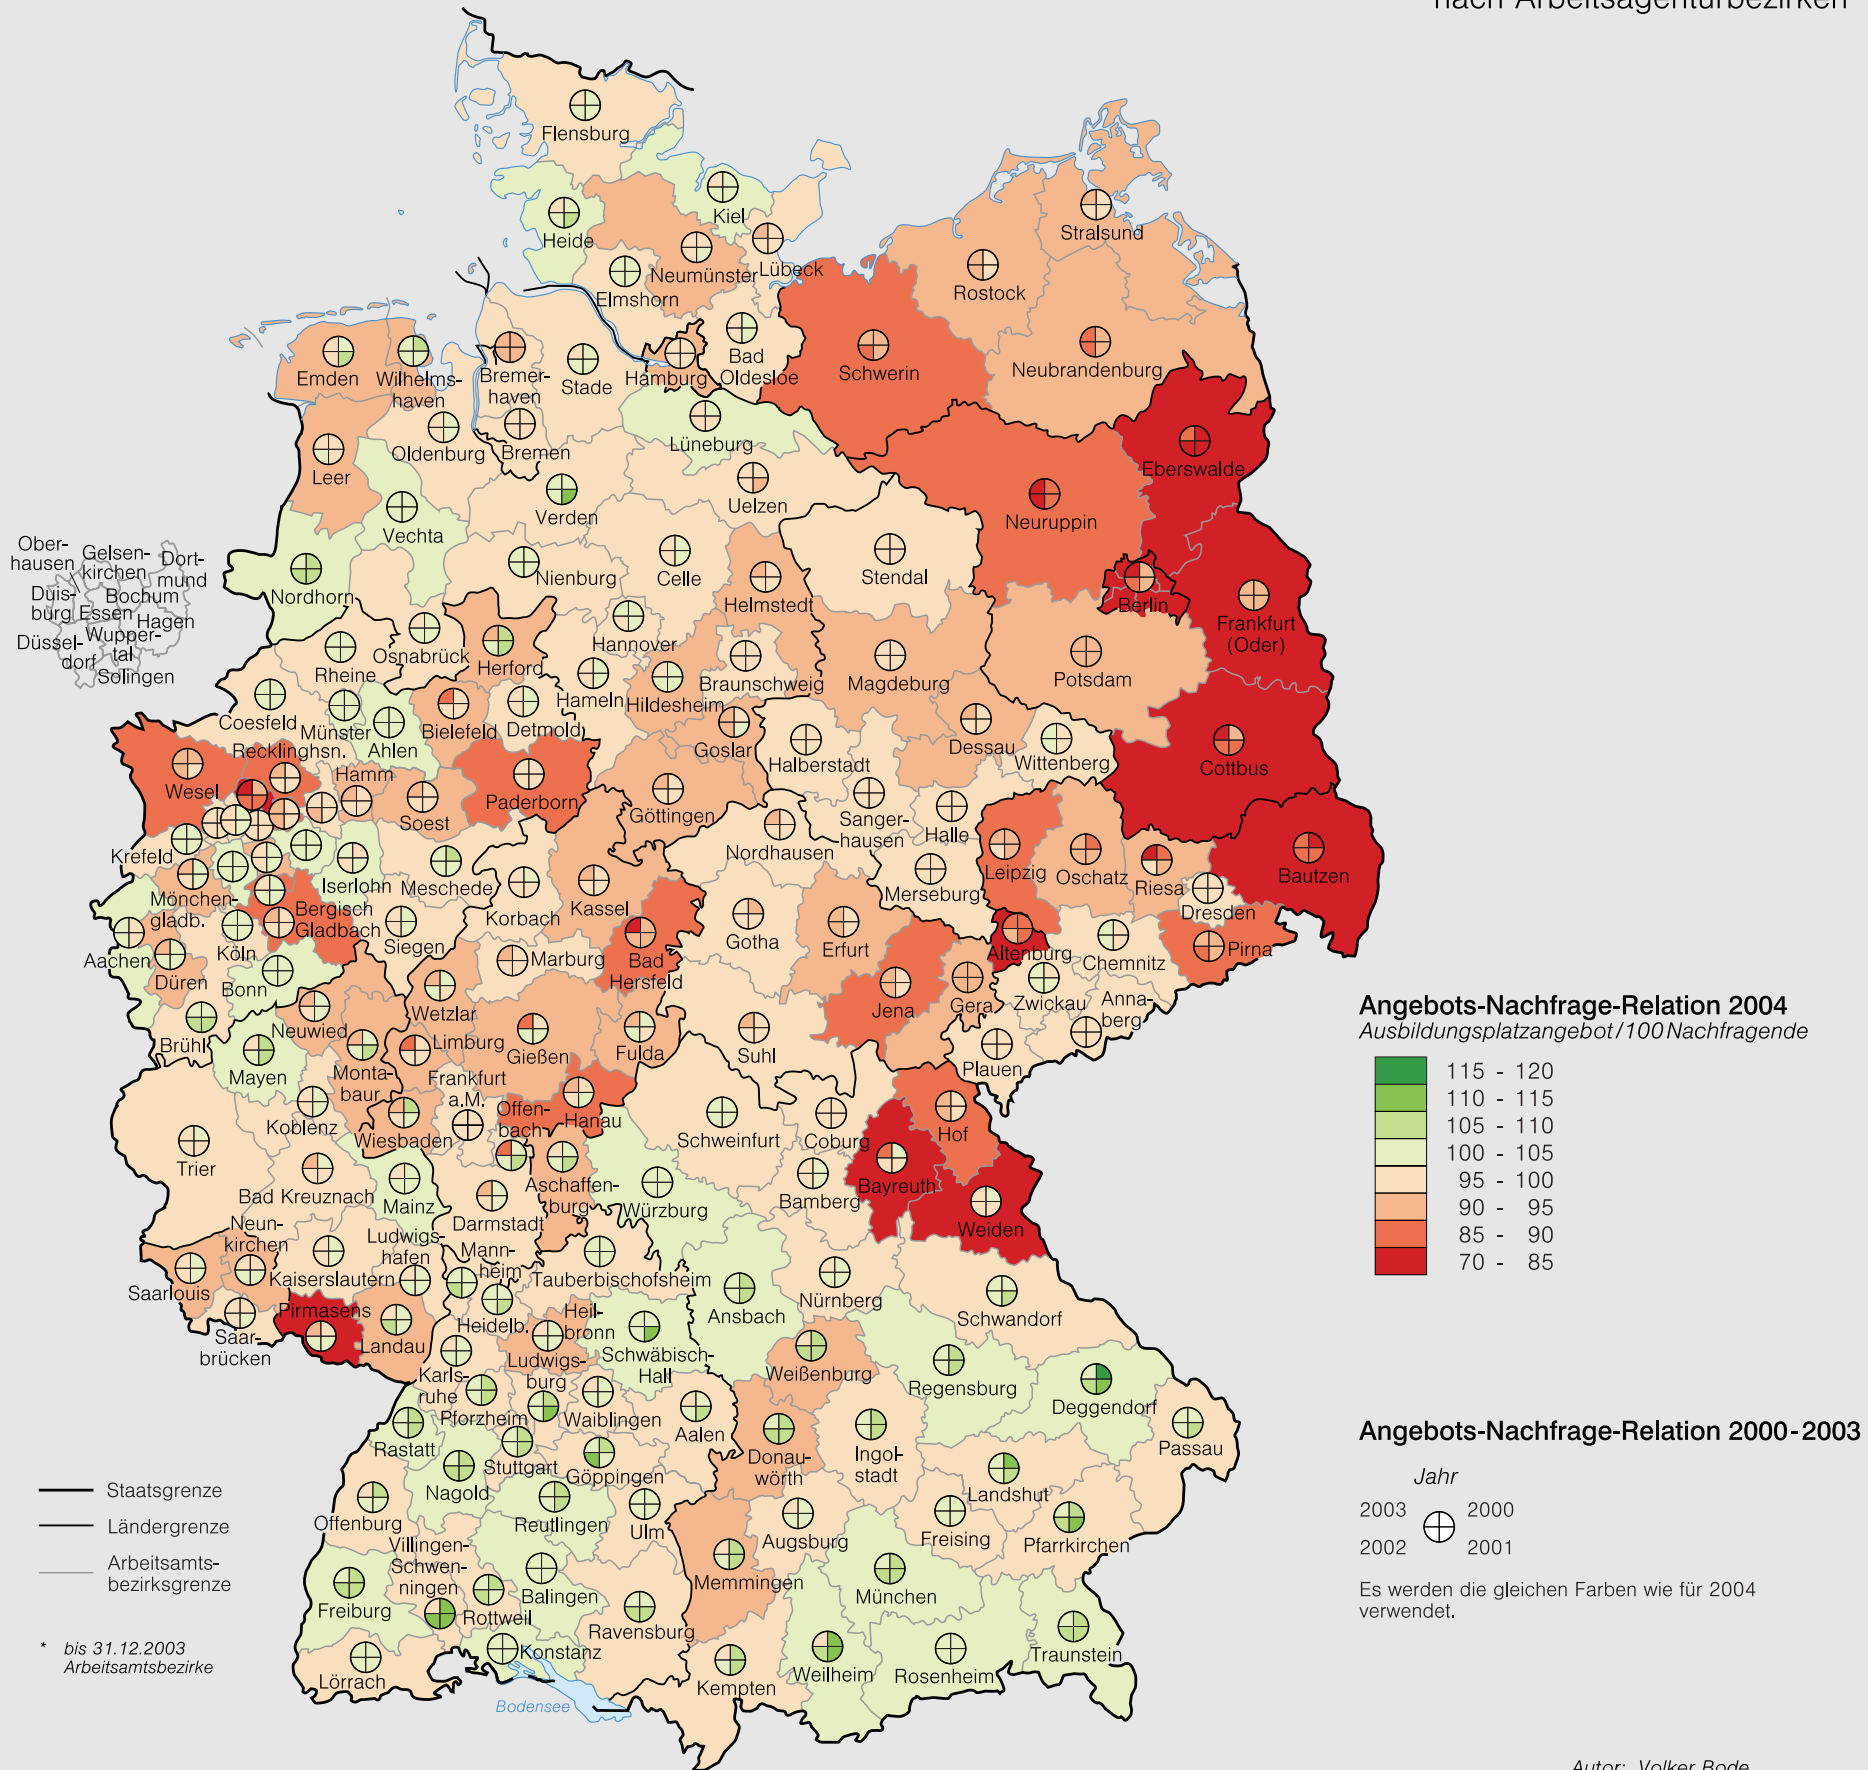 nach Arbeitsagenturbezirken
Flensburg
Kiel
Heide
Stralsund
Neumünster
Lübeck
Elmshorn
Rostock
Bad
Oldesloe
Emden
Wilhelms-
haven
Bremer-
haven
Stade
Hamburg
Schwerin
Neubrandenburg
Lüneburg
Oldenburg
Bremen
Eberswalde
Leer
Uelzen
Verden
Neuruppin
Vechta
Ober-
hausen
Gelsen-
kirchen
Dort-
mund
Duis-
burg
Essen
Bochum
Hagen
Düssel-
dorf
Wupper-
tal
Solingen
Nordhorn
Nienburg
Celle
Stendal
Helmstedt
Berlin
Frankfurt
(Oder)
Osnabrück
Herford
Hannover
Rheine
Braunschweig
Magdeburg
Potsdam
Coesfeld
Münster
Ahlen
Bielefeld
Detmold
Hameln
Hildesheim
Goslar
Dessau
Wittenberg
Halberstadt
Cottbus
Recklinghsn.
Wesel
Hamm
Soest
Paderborn
Göttingen
Sanger-
hausen
Halle
Nordhausen
Leipzig
Oschatz
Riesa
Bautzen
Krefeld
Iserlohn
Meschede
Merseburg
Dresden
Mönchen-
gladb.
Bergisch
Gladbach
Siegen
Korbach
Kassel
Gotha
Erfurt
Altenburg
Chemnitz
Pirna
Aachen
Köln
Düren
Bonn
Marburg
Bad
Hersfeld
Jena
Gera
Zwickau
Anna-
berg
Brühl
Neuwied
Wetzlar
Limburg
Gießen
Fulda
Suhl
Plauen
Mayen
Monta-
baur
Frankfurt
a.M.
Offen-
bach
Hanau
Koblenz
Wiesbaden
Schweinfurt
Coburg
Hof
Trier
Bad Kreuznach
Mainz
Darmstadt
Aschaffen-
burg
Würzburg
Bamberg
Bayreuth
Weiden
Neun-
kirchen
Ludwigs-
hafen
Mann-
heim
Saarlouis
Kaiserslautern
Tauberbischofsheim
Ansbach
Nürnberg
Schwandorf
Pirmasens
Saar-
brücken
Landau
Heidelb.
Heil-
bronn
Schwäbisch-
Hall
Weißenburg
Regensburg
Deggendorf
Karls-
ruhe
Ludwigs-
burg
Pforzheim
Waiblingen
Aalen
Passau
Rastatt
Stuttgart
Göppingen
Donau-
wörth
Ingol-
stadt
Landshut
Nagold
Offenburg
Reutlingen
Ulm
Augsburg
Freising
Pfarrkirchen
Villingen-
Schwen-
ningen
Memmingen
München
Freiburg
Rottweil
Balingen
Ravensburg
Lörrach
Konstanz
Kempten
Weilheim
Rosenheim
Traunstein
Bodensee
Angebots-Nachfrage-Relation 2004
Ausbildungsplatzangebot/100 Nachfragende
115 - 120
110 - 115
105 - 110
100 - 105
95 - 100
90 - 95
85 - 90
70 - 85
Angebots-Nachfrage-Relation 2000-2003
Jahr
2003 2000
2002 2001
Es werden die gleichen Farben wie für 2004
verwendet.
Staatsgrenze
Ländergrenze
Arbeitsamts-
bezirksgrenze
* bis 31.12.2003
Arbeitsamtsbezirke
Autor: Volker Bode